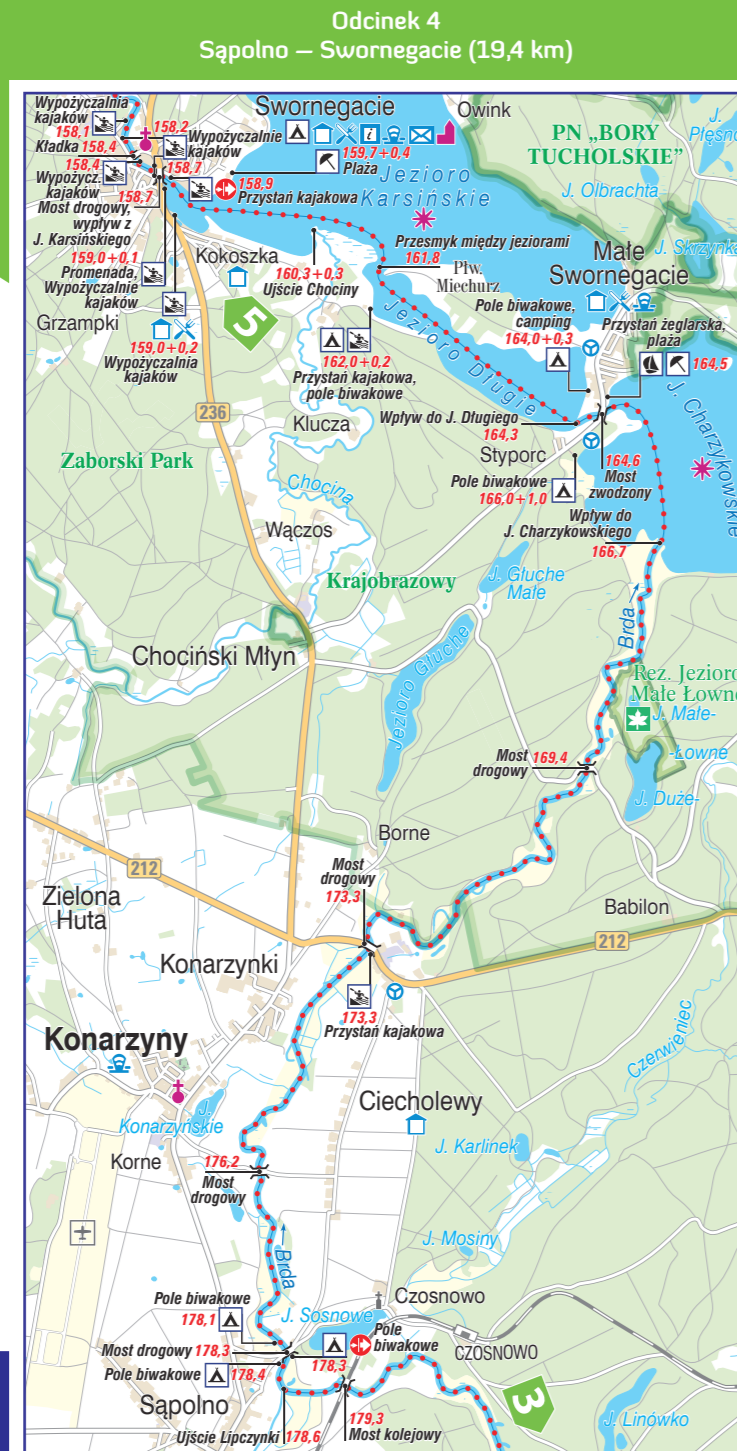 Odcinek 4
Sąpolno – Swornegacie (19,4 km)
Wypożyczalnia
kajaków
158,1
Kładka 158,4
158,4
Wypożycz.
kajaków
158,7
Most drogowy,
wypływ z
J. Karsińskiego
159,0+0,1
Promenada,
Wypożyczalnie
kajaków
Grzampki
159,0+0,2
Wypożyczalnia
kajaków
158,2
Wypożyczalnie
kajaków
158,7
158,9
Przystań kajakowa
Swornegacie
159,7+0,4
Plaża
Owink
Jezioro
Karsińskie
PN „BORY
TUCHOLSKIE”
J.
Płęsno
J. Olbrachta
J. Skrzynka
Kokoszka
5
160,3+0,3
Ujście Chociny
Przesmyk między jeziorami
161,8
Płw.
Miechurz
Małe
Swornegacie
Pole biwakowe,
camping
164,0+0,3
Przystań żeglarska,
plaża
164,5
162,0+0,2
Przystań kajakowa,
pole biwakowe
Jezioro Długie
Klucza
236
Wpływ do J. Długiego
164,3
Styporc
J. Charzykowskie
Zaborski Park
Chocina
Pole biwakowe
166,0+1,0
164,6
Most
zwodzony
Wpływ do
J. Charzykowskiego
166,7
Wączos
Krajobrazowy
J. Głuche
Małe
Brda
Chociński Młyn
Jezioro Głuche
Rez. Jezioro
Małe Łowne
J. Małe-
-Łowne
J. Duże-
Most
drogowy
169,4
Borne
Most
drogowy
173,3
212
Zielona
Huta
Babilon
212
Konarzynki
173,3
Przystań kajakowa
Konarzyny
Czerwieniec
J.
Konarzyńskie
Ciecholewy
J. Karlinek
Korne
176,2
Most
drogowy
J. Mosiny
Brda
Pole biwakowe
178,1
J. Sosnowe
Czosnowo
Pole
biwakowe
178,3
CZOSNOWO
Most drogowy 178,3
Pole biwakowe
178,4
Sąpolno
Ujście Lipczynki 178,6
179,3
Most kolejowy
3
J. Linówko